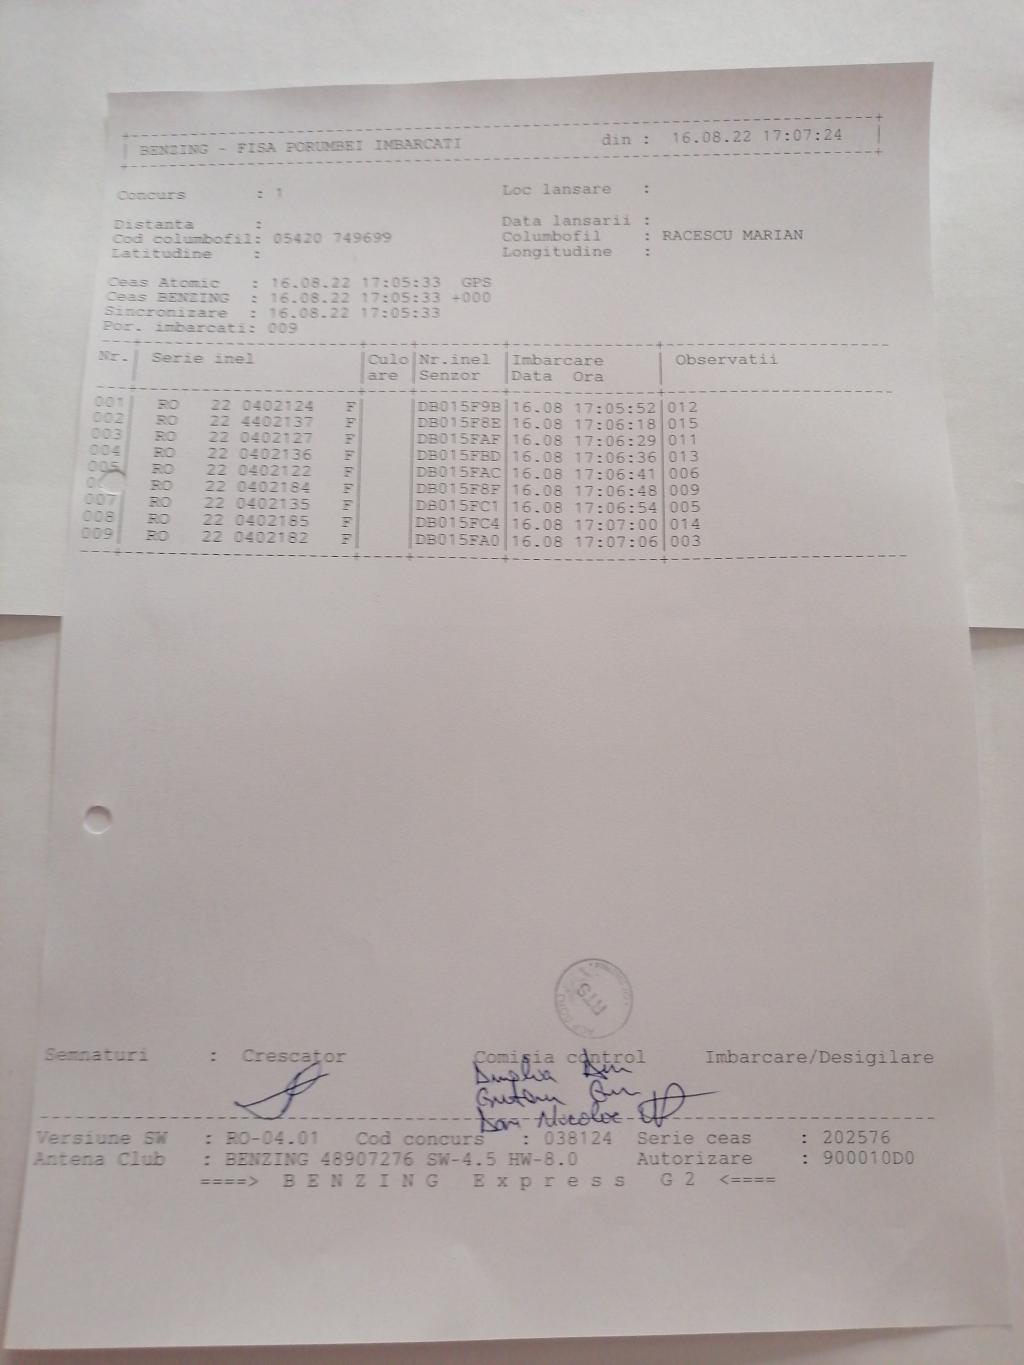 BENZING - FISA PORUMBEI IMBARCATI din : 16.08.22 17:07:24
Concurs : 1 Loc lansare :
Distanta : Data lansarii :
Cod columbofil: 05420 749699 Columbofil : RACESCU MARIAN
Latitudine : Longitudine :
Ceas Atomic : 16.08.22 17:05:33 GPS
Ceas BENZING : 16.08.22 17:05:33 +000
Sincronizare : 16.08.22 17:05:33
Por. imbarcati: 009
Nr. Serie inel Culo Nr.inel Imbarcare Observatii
are Senzor Data Ora
001 RO 22 0402124 F DB015F9B 16.08 17:05:52 012
002 RO 22 4402137 F DB015F8E 16.08 17:06:18 015
003 RO 22 0402127 F DB015FAF 16.08 17:06:29 011
004 RO 22 0402136 F DB015FBD 16.08 17:06:36 013
005 RO 22 0402122 F DB015FAC 16.08 17:06:41 006
RO 22 0402184 F DB015F8F 16.08 17:06:48 009
007 RO 22 0402135 F DB015FC1 16.08 17:06:54 005
008 RO 22 0402185 F DB015FC4 16.08 17:07:00 014
009 RO 22 0402182 F DB015FA0 16.08 17:07:06 003
RTS
Semnaturi : Crescator Comisia control Imbarcare/Desigilare
Versiune SW : RO-04.01 Cod concurs : 038124 Serie ceas : 202576
Antena Club : BENZING 48907276 SW-4.5 HW-8.0 Autorizare : 900010D0
====> B E N Z I N G E x p r e s s G 2 <====